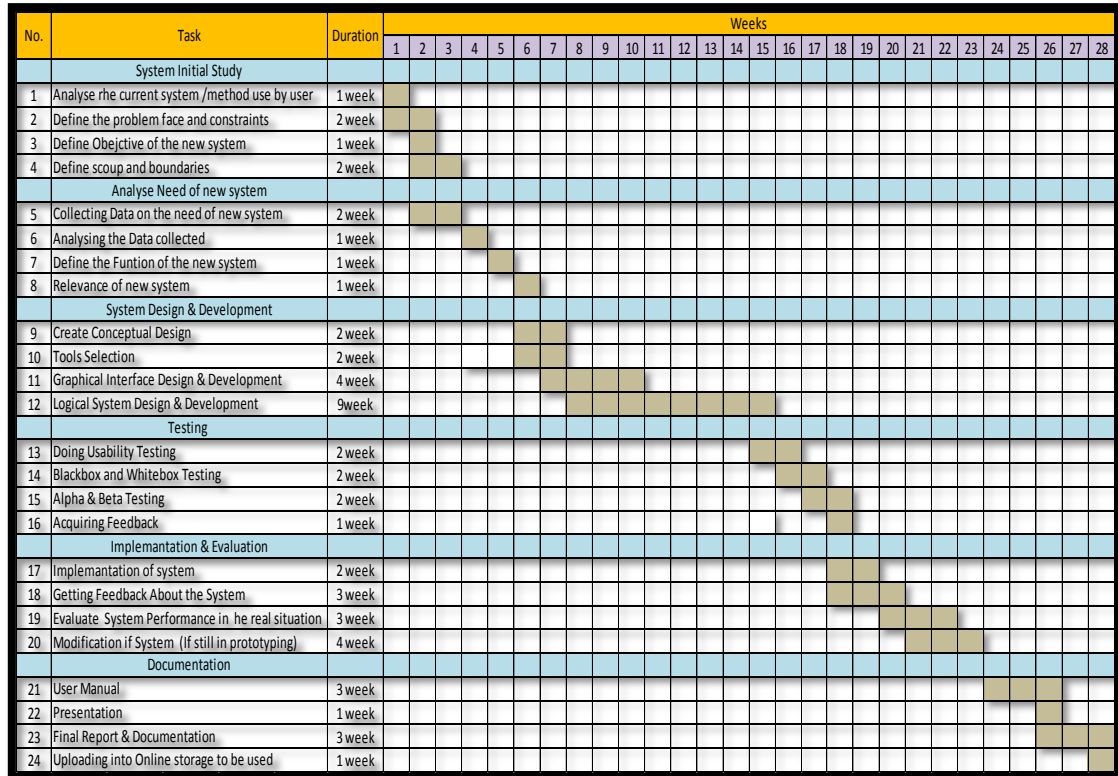 No. Task Duration Weeks
1 2 3 4 5 6 7 8 9 10 11 12 13 14 15 16 17 18 19 20 21 22 23 24 25 26 27 28
System Initial Study
1 Analyse rhe current system /method use by user 1 week
2 Define the problem face and constraints 2 week
3 Define Obejctive of the new system 1 week
4 Define scoup and boundaries 2 week
Analyse Need of new system
5 Collecting Data on the need of new system 2 week
6 Analysing the Data collected 1 week
7 Define the Funtion of the new system 1 week
8 Relevance of new system 1 week
System Design & Development
9 Create Conceptual Design 2 week
10 Tools Selection 2 week
11 Graphical Interface Design & Development 4 week
12 Logical System Design & Development 9week
Testing
13 Doing Usability Testing 2 week
14 Blackbox and Whitebox Testing 2 week
15 Alpha & Beta Testing 2 week
16 Acquiring Feedback 1 week
Implemantation & Evaluation
17 Implemantation of system 2 week
18 Getting Feedback About the System 3 week
19 Evaluate System Performance in he real situation 3 week
20 Modification if System (If still in prototyping) 4 week
Documentation
21 User Manual 3 week
22 Presentation 1 week
23 Final Report & Documentation 3 week
24 Uploading into Online storage to be used 1 week